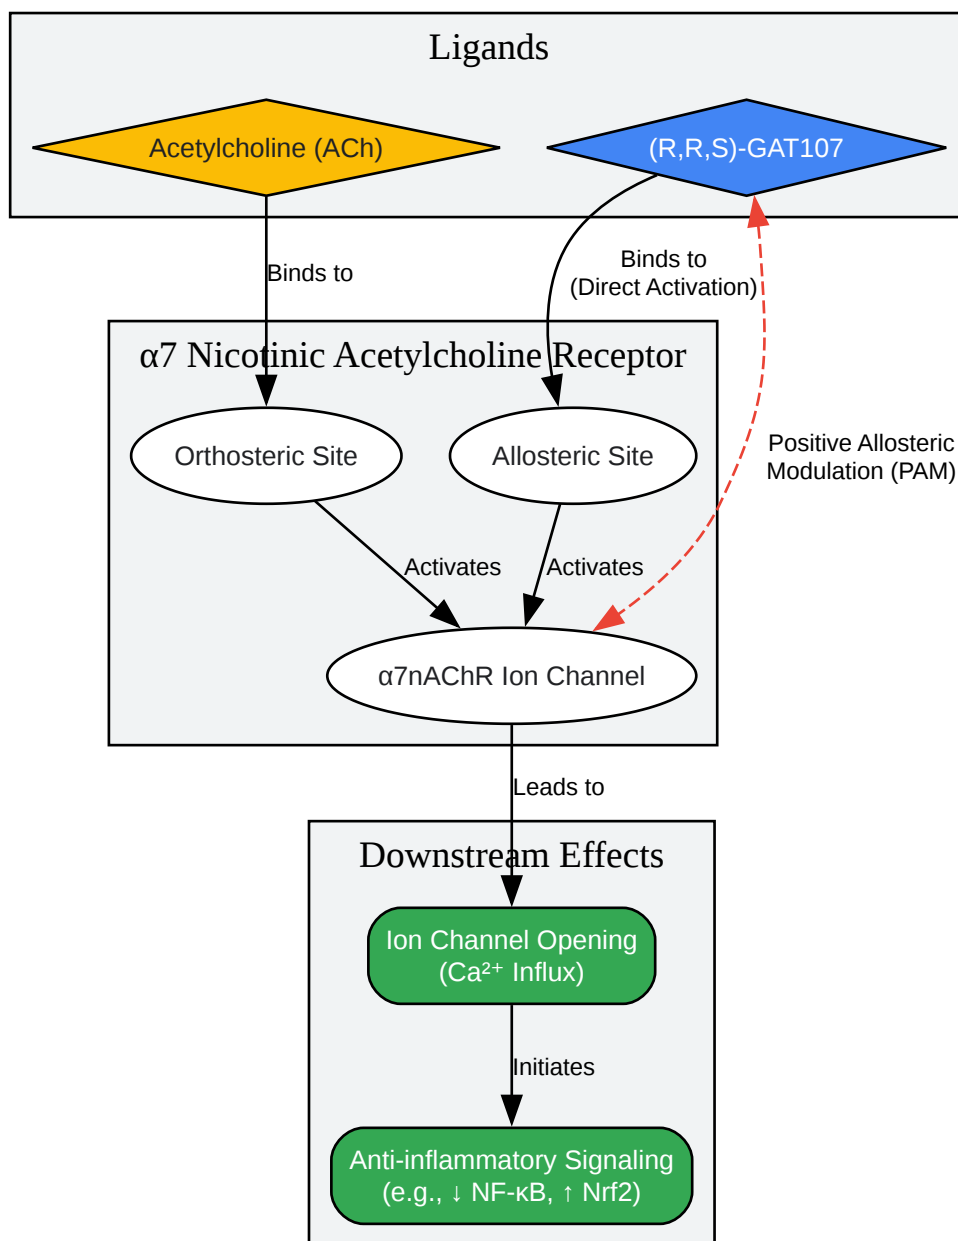 Ligands
Acetylcholine (ACh)
(R,R,S)-GAT107
Binds to
Binds to
(Direct Activation)
α7 Nicotinic Acetylcholine Receptor
Orthosteric Site
Allosteric Site
Positive Allosteric
Modulation (PAM)
Activates
Activates
α7nAChR Ion Channel
Leads to
Downstream Effects
Ion Channel Opening
(Ca²⁺ Influx)
Initiates
Anti-inflammatory Signaling
(e.g., ↓ NF-κB, ↑ Nrf2)